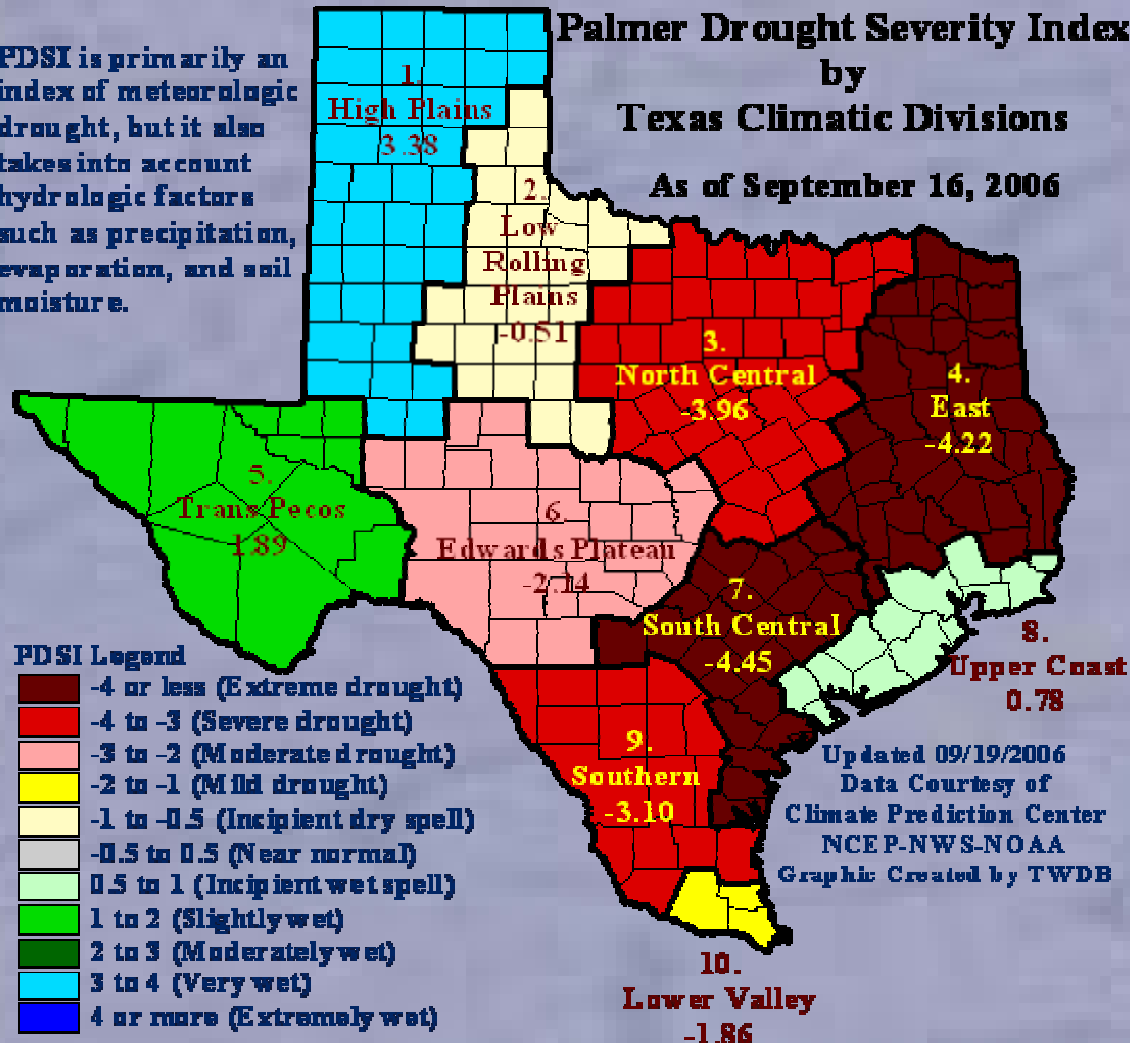 Palmer Drought Severity Index
by
Texas Climatic Divisions
As of September 16, 2006
PDSI is primarily an
index of meteorologic
drought, but it also
takes into account
hydrologic factors
such as precipitation,
evaporation, and soil
moisture.
1.
High Plains
3.38
2.
Low
Rolling
Plains
-0.51
3.
North Central
-3.96
4.
East
-4.22
5.
Trans Pecos
1.89
6.
Edwards Plateau
-2.14
7.
South Central
-4.45
8.
Upper Coast
0.78
9.
Southern
-3.10
10.
Lower Valley
-1.86
PDSI Legend
-4 or less (Extreme drought)
-4 to -3 (Severe drought)
-3 to -2 (Moderate drought)
-2 to -1 (Mild drought)
-1 to -0.5 (Incipient dry spell)
-0.5 to 0.5 (Near normal)
0.5 to 1 (Incipient wet spell)
1 to 2 (Slightly wet)
2 to 3 (Moderately wet)
3 to 4 (Very wet)
4 or more (Extremely wet)
Updated 09/19/2006
Data Courtesy of
Climate Prediction Center
NCEP-NWS-NOAA
Graphic Created by TWDB